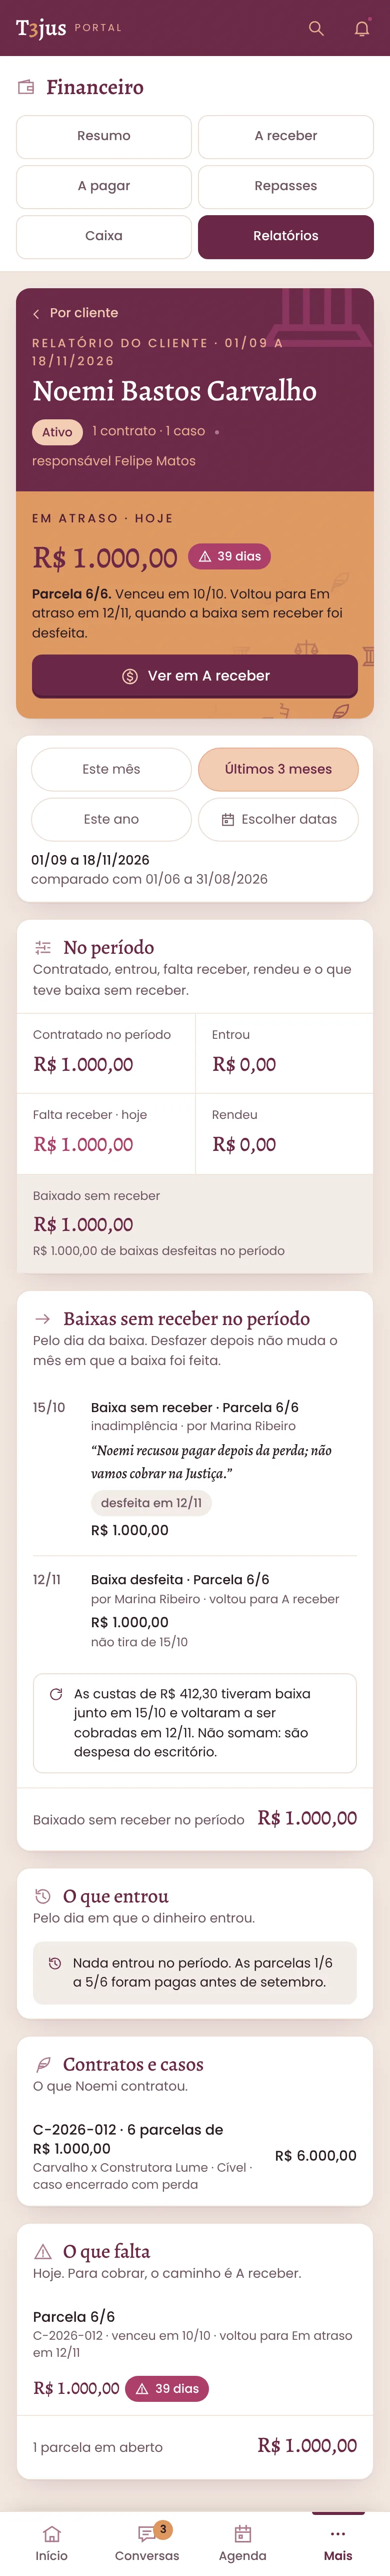 T3jus PORTAL
Financeiro
Resumo
A receber
A pagar
Repasses
Caixa
Relatórios
Por cliente
RELATÓRIO DO CLIENTE · 01/09 A
18/11/2026
Noemi Bastos Carvalho
Ativo 1 contrato · 1 caso
responsável Felipe Matos
EM ATRASO · HOJE
R$ 1.000,00 39 dias
Parcela 6/6. Venceu em 10/10. Voltou para Em
atraso em 12/11, quando a baixa sem receber foi
desfeita.
Ver em A receber
Este mês
Últimos 3 meses
Este ano
Escolher datas
01/09 a 18/11/2026
comparado com 01/06 a 31/08/2026
No período
Contratado, entrou, falta receber, rendeu e o que
teve baixa sem receber.
Contratado no período
R$ 1.000,00
Entrou
R$ 0,00
Falta receber · hoje
R$ 1.000,00
Rendeu
R$ 0,00
Baixado sem receber
R$ 1.000,00
R$ 1.000,00 de baixas desfeitas no período
Baixas sem receber no período
Pelo dia da baixa. Desfazer depois não muda o
mês em que a baixa foi feita.
15/10
Baixa sem receber · Parcela 6/6
inadimplência · por Marina Ribeiro
“Noemi recusou pagar depois da perda; não
vamos cobrar na Justiça.”
desfeita em 12/11
R$ 1.000,00
12/11
Baixa desfeita · Parcela 6/6
por Marina Ribeiro · voltou para A receber
R$ 1.000,00
não tira de 15/10
As custas de R$ 412,30 tiveram baixa
junto em 15/10 e voltaram a ser
cobradas em 12/11. Não somam: são
despesa do escritório.
Baixado sem receber no período R$ 1.000,00
O que entrou
Pelo dia em que o dinheiro entrou.
Nada entrou no período. As parcelas 1/6
a 5/6 foram pagas antes de setembro.
Contratos e casos
O que Noemi contratou.
C-2026-012 · 6 parcelas de
R$ 1.000,00
Carvalho x Construtora Lume · Cível ·
caso encerrado com perda
R$ 6.000,00
O que falta
Hoje. Para cobrar, o caminho é A receber.
Parcela 6/6
C-2026-012 · venceu em 10/10 · voltou para Em atraso
em 12/11
R$ 1.000,00 39 dias
1 parcela em aberto R$ 1.000,00
3
Início
Conversas
Agenda
Mais